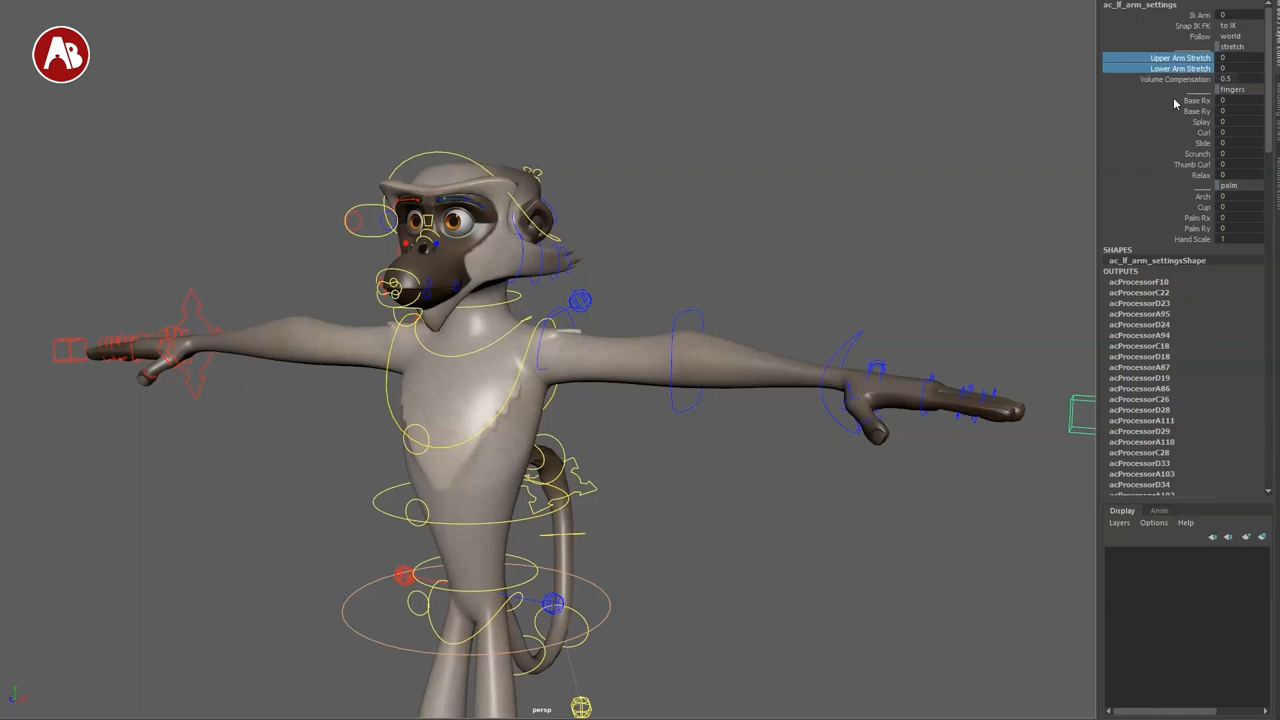 AB
ac_lf_arm_settings
Ik Arm 0
Snap IK FK to IK
Follow world
stretch
Upper Arm Stretch 0
Lower Arm Stretch 0
Volume Compensation 0.5
fingers
Base Rx 0
Base Ry 0
Splay 0
Curl 0
Slide 0
Scrunch 0
Thumb Curl 0
Relax 0
palm
Arch 0
Cup 0
Palm Rx 0
Palm Ry 0
Hand Scale 1
SHAPES
ac_lf_arm_settingsShape
OUTPUTS
acProcessorF10
acProcessorC22
acProcessorD23
acProcessorA95
acProcessorD24
acProcessorA94
acProcessorC18
acProcessorD18
acProcessorA87
acProcessorD19
acProcessorA86
acProcessorC26
acProcessorD28
acProcessorA111
acProcessorD29
acProcessorA110
acProcessorC28
acProcessorD33
acProcessorA103
acProcessorD34
Display Anim
Layers Options Help
persp